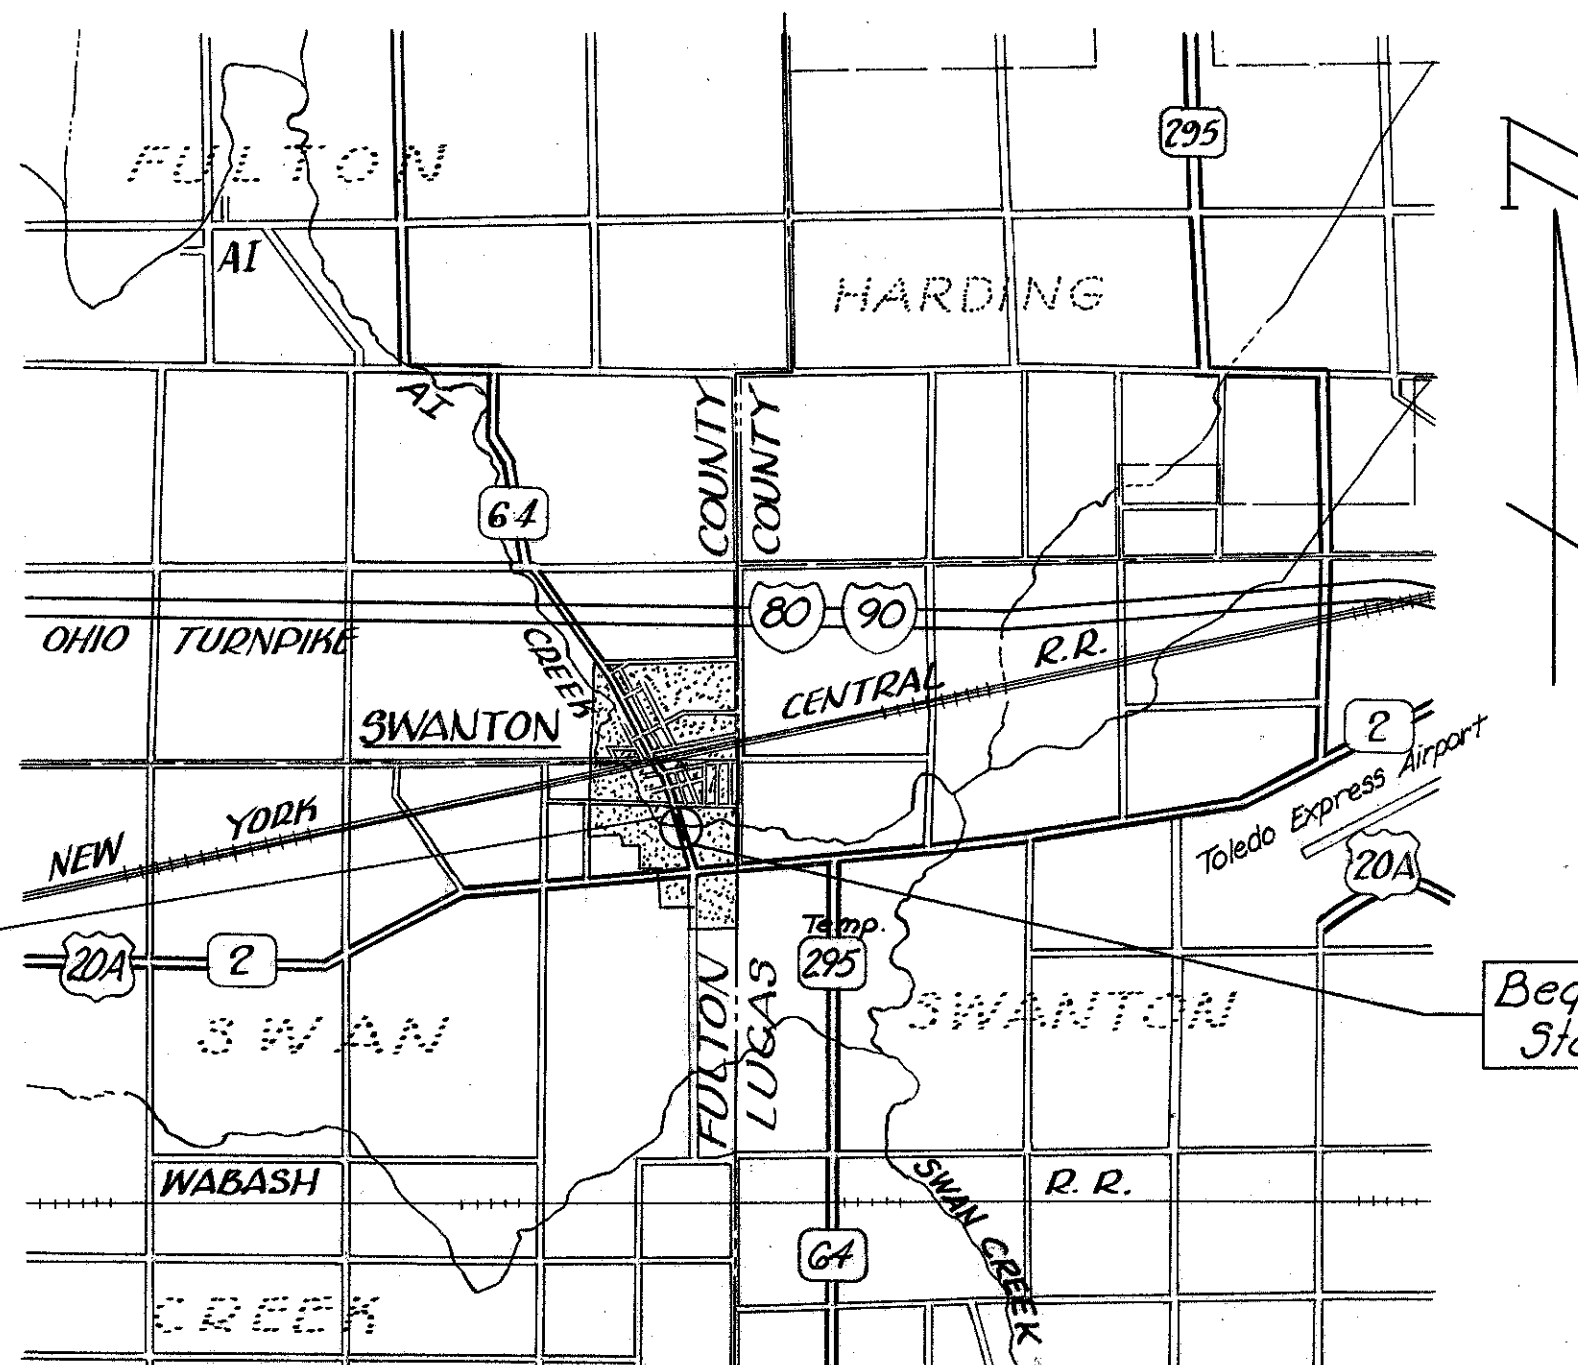 295
FULTON
AI
HARDING
AI
COUNTY
COUNTY
64
80
90
OHIO TURNPIKE
CREEK
R.R.
CENTRAL
SWANTON
2
Toledo Express Airport
NEW YORK
20A
Temp.
295
20A
2
FULTON
LUGAS
SWAN
SWANTON
WABASH
R. R.
SWAN CREEK
64
CREEK